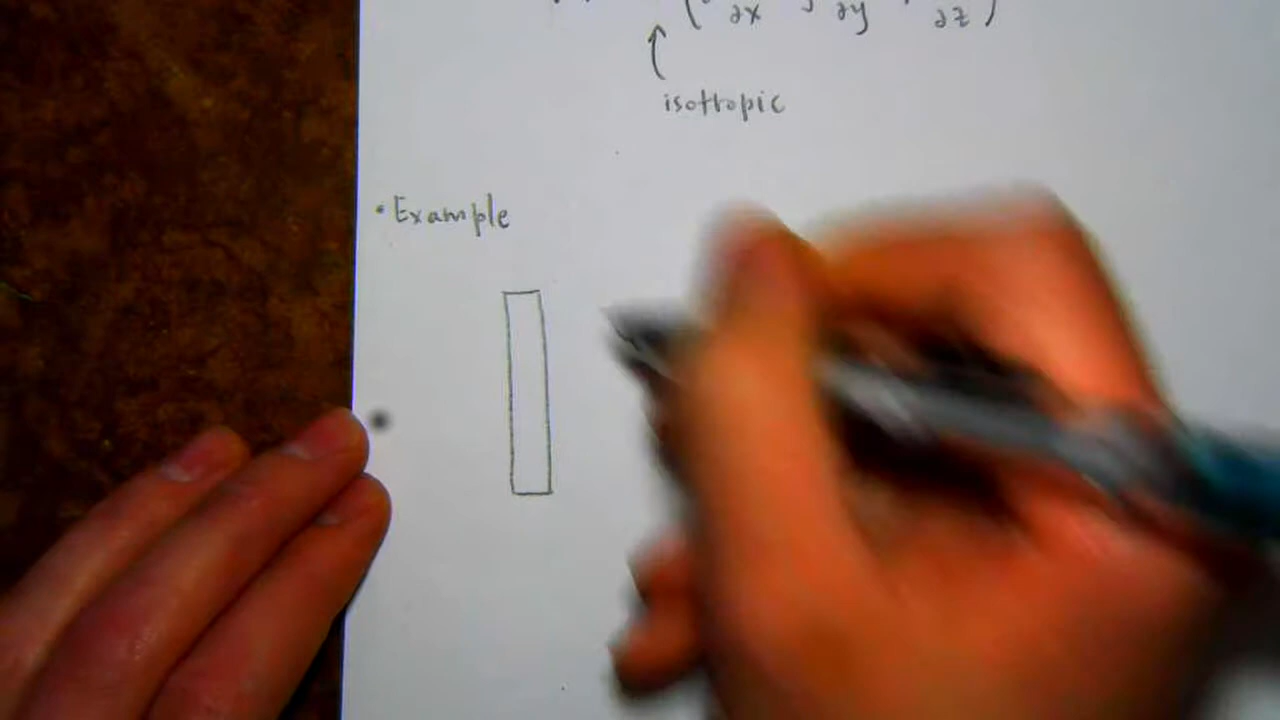 ∂x ∂y ∂z )
isotropic
• Example